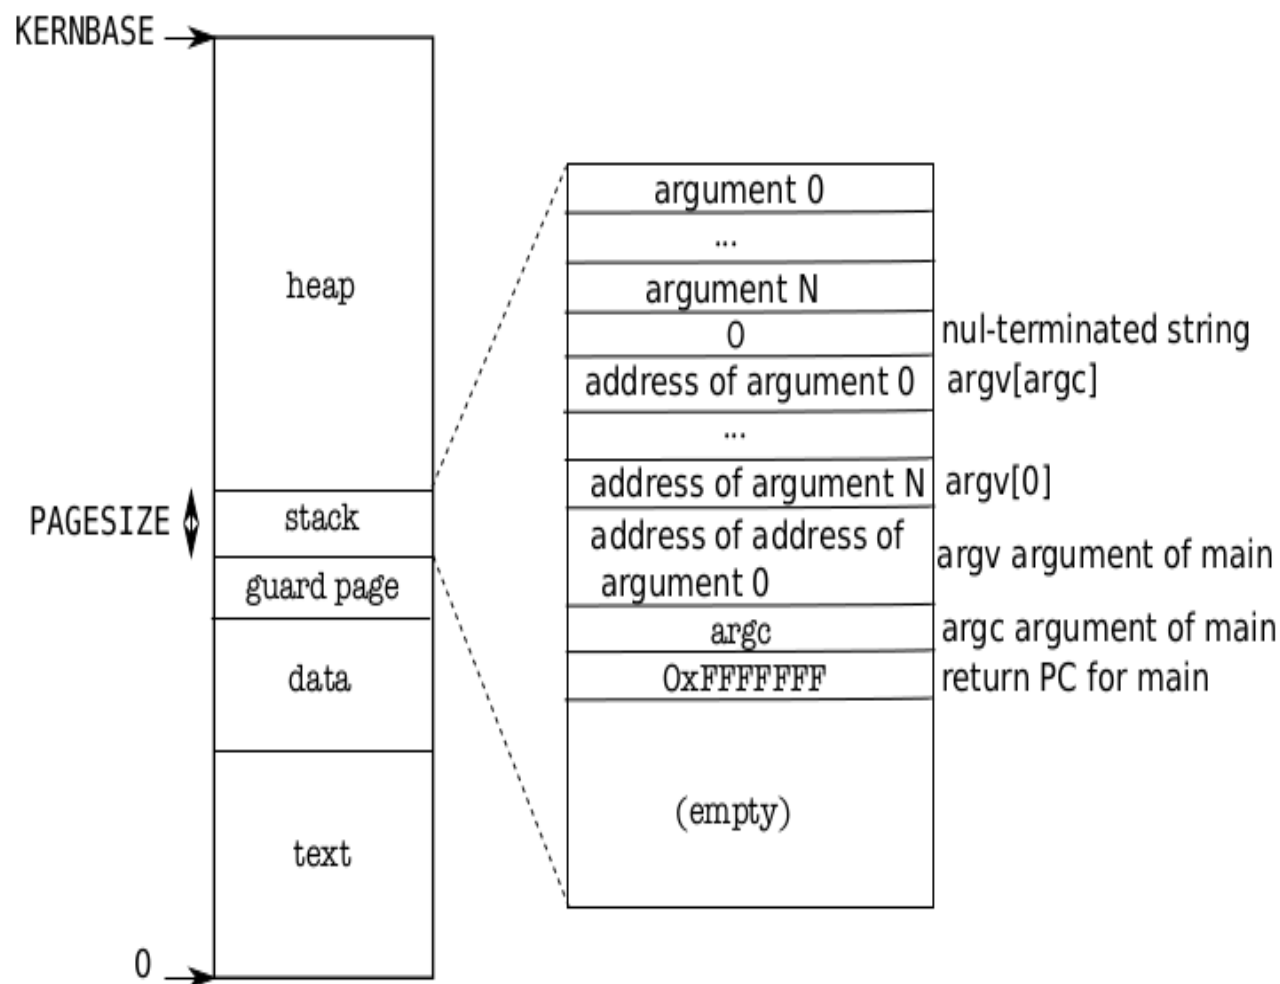 KERNBASE
heap
PAGESIZE
stack
guard page
data
text
0
argument 0
...
argument N
0
nul-terminated string
address of argument 0
argv[argc]
...
address of argument N
argv[0]
address of address of
argument 0
argv argument of main
argc
argc argument of main
0xFFFFFFF
return PC for main
(empty)